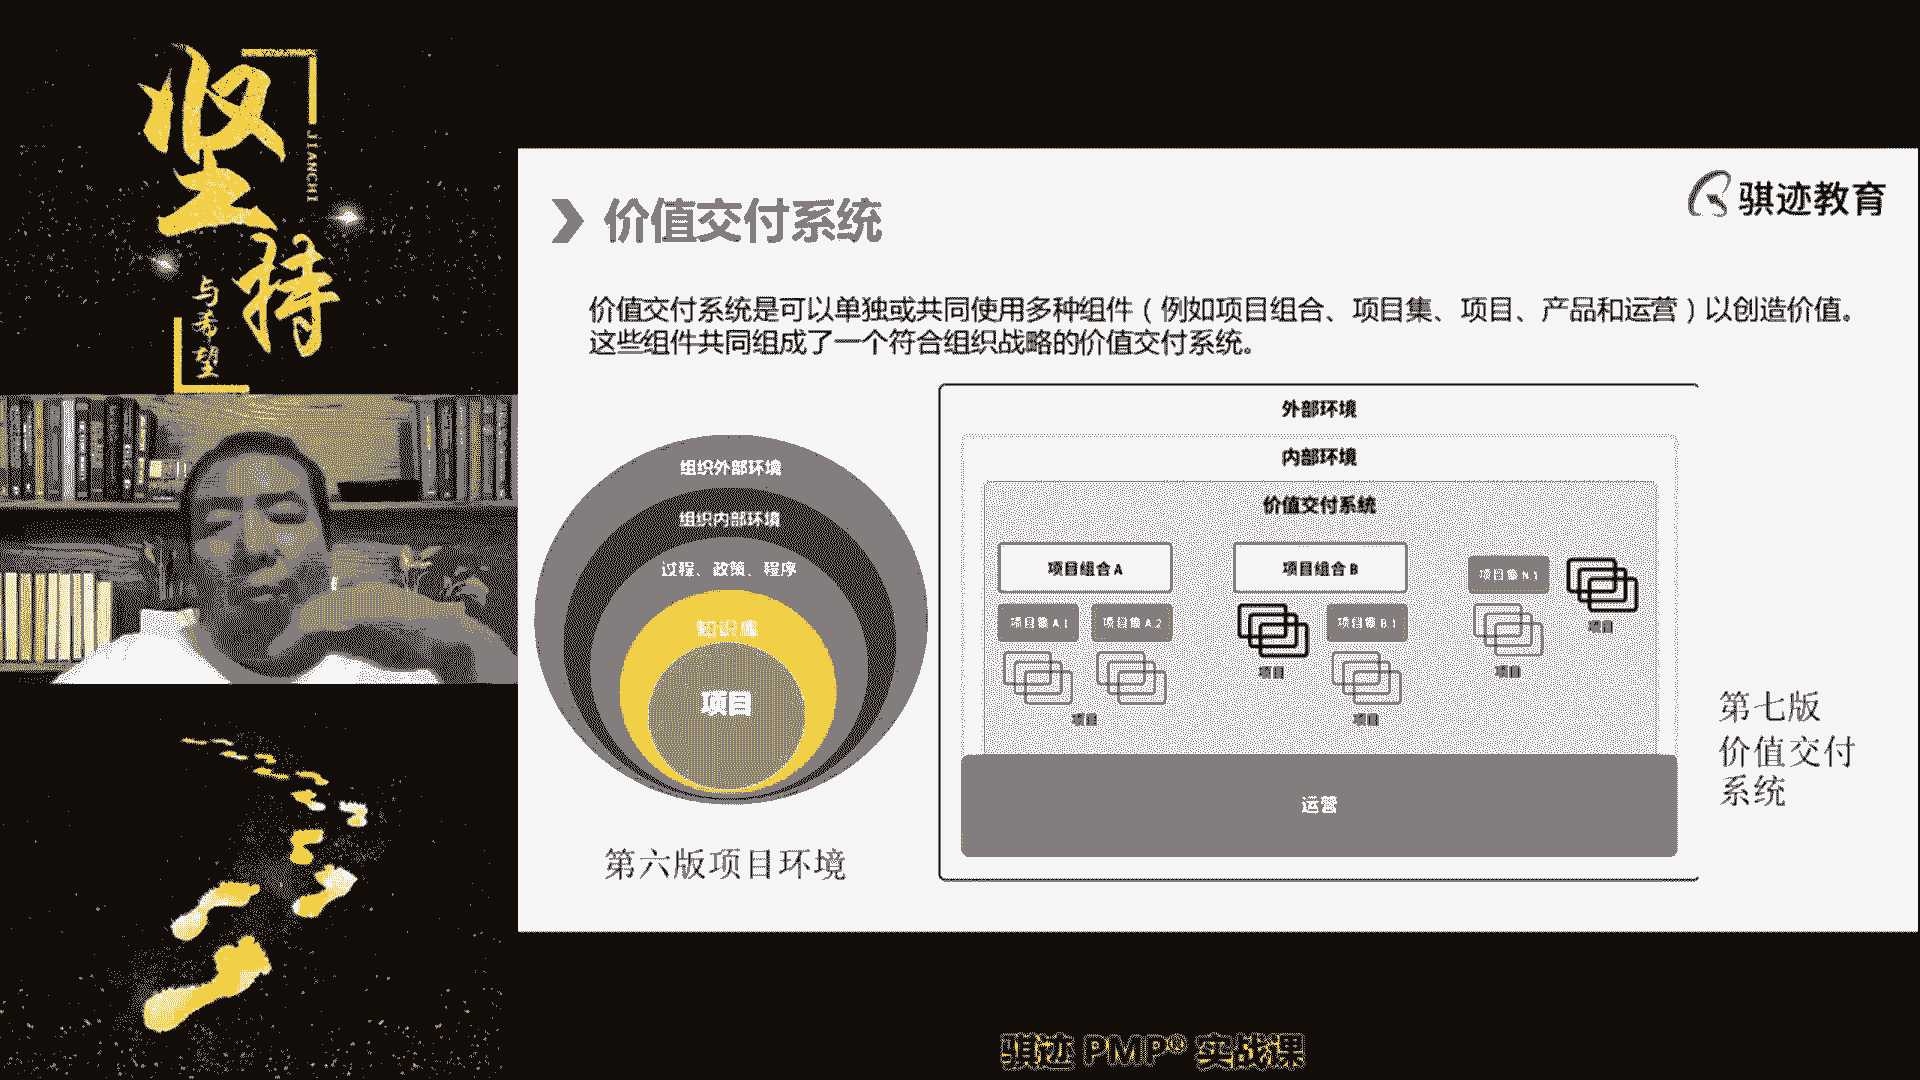 坚持
JIANCHI
与希望
骐迹教育
价值交付系统
价值交付系统是可以单独或共同使用多种组件（例如项目组合、项目集、项目、产品和运营）以创造价值。
这些组件共同组成了一个符合组织战略的价值交付系统。
组织外部环境
组织内部环境
过程、政策、程序
知识库
项目
第六版项目环境
外部环境
内部环境
价值交付系统
项目组合 A
项目组合 B
项目集 N.1
项目
项目集 A.1
项目集 A.2
项目集 B.1
项目
项目
项目
项目
运营
第七版
价值交付
系统
骐迹 PMP® 实战课